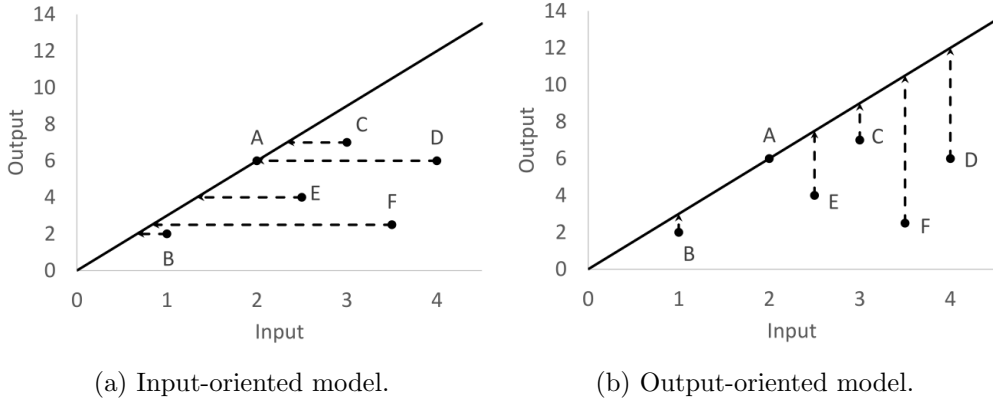 14
12
10
8
6
4
2
0
Output
A
C
D
E
F
B
0 1 2 3 4
Input
(a) Input-oriented model.
14
12
10
8
6
4
2
0
Output
A
C
D
E
F
B
0 1 2 3 4
Input
(b) Output-oriented model.